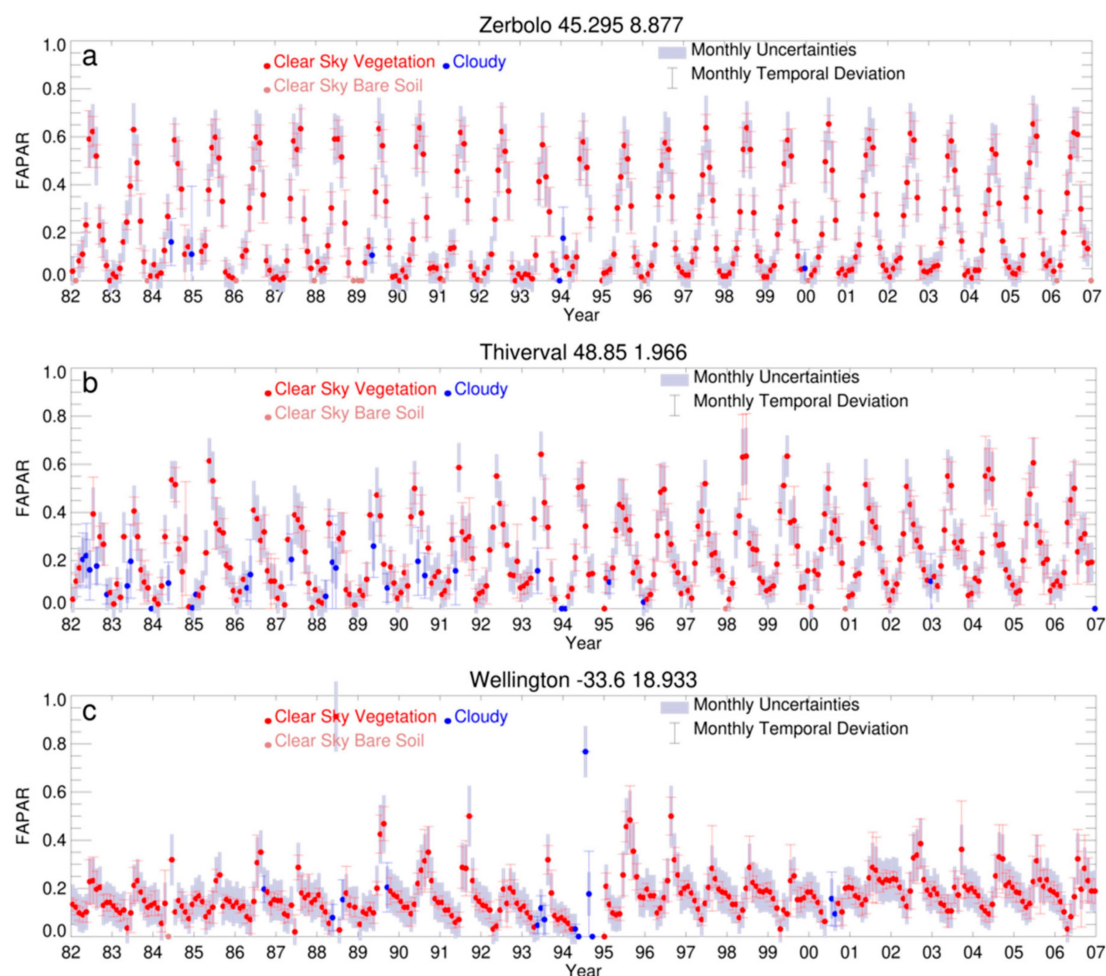 Zerbolo 45.295 8.877
a
Clear Sky Vegetation Cloudy Monthly Uncertainties
Clear Sky Bare Soil Monthly Temporal Deviation
FAPAR
1.0
0.8
0.6
0.4
0.2
0.0
82 83 84 85 86 87 88 89 90 91 92 93 94 95 96 97 98 99 00 01 02 03 04 05 06 07
Year
Thiverval 48.85 1.966
b
Clear Sky Vegetation Cloudy Monthly Uncertainties
Clear Sky Bare Soil Monthly Temporal Deviation
FAPAR
1.0
0.8
0.6
0.4
0.2
0.0
82 83 84 85 86 87 88 89 90 91 92 93 94 95 96 97 98 99 00 01 02 03 04 05 06 07
Year
Wellington -33.6 18.933
c
Clear Sky Vegetation Cloudy Monthly Uncertainties
Clear Sky Bare Soil Monthly Temporal Deviation
FAPAR
1.0
0.8
0.6
0.4
0.2
0.0
82 83 84 85 86 87 88 89 90 91 92 93 94 95 96 97 98 99 00 01 02 03 04 05 06 07
Year